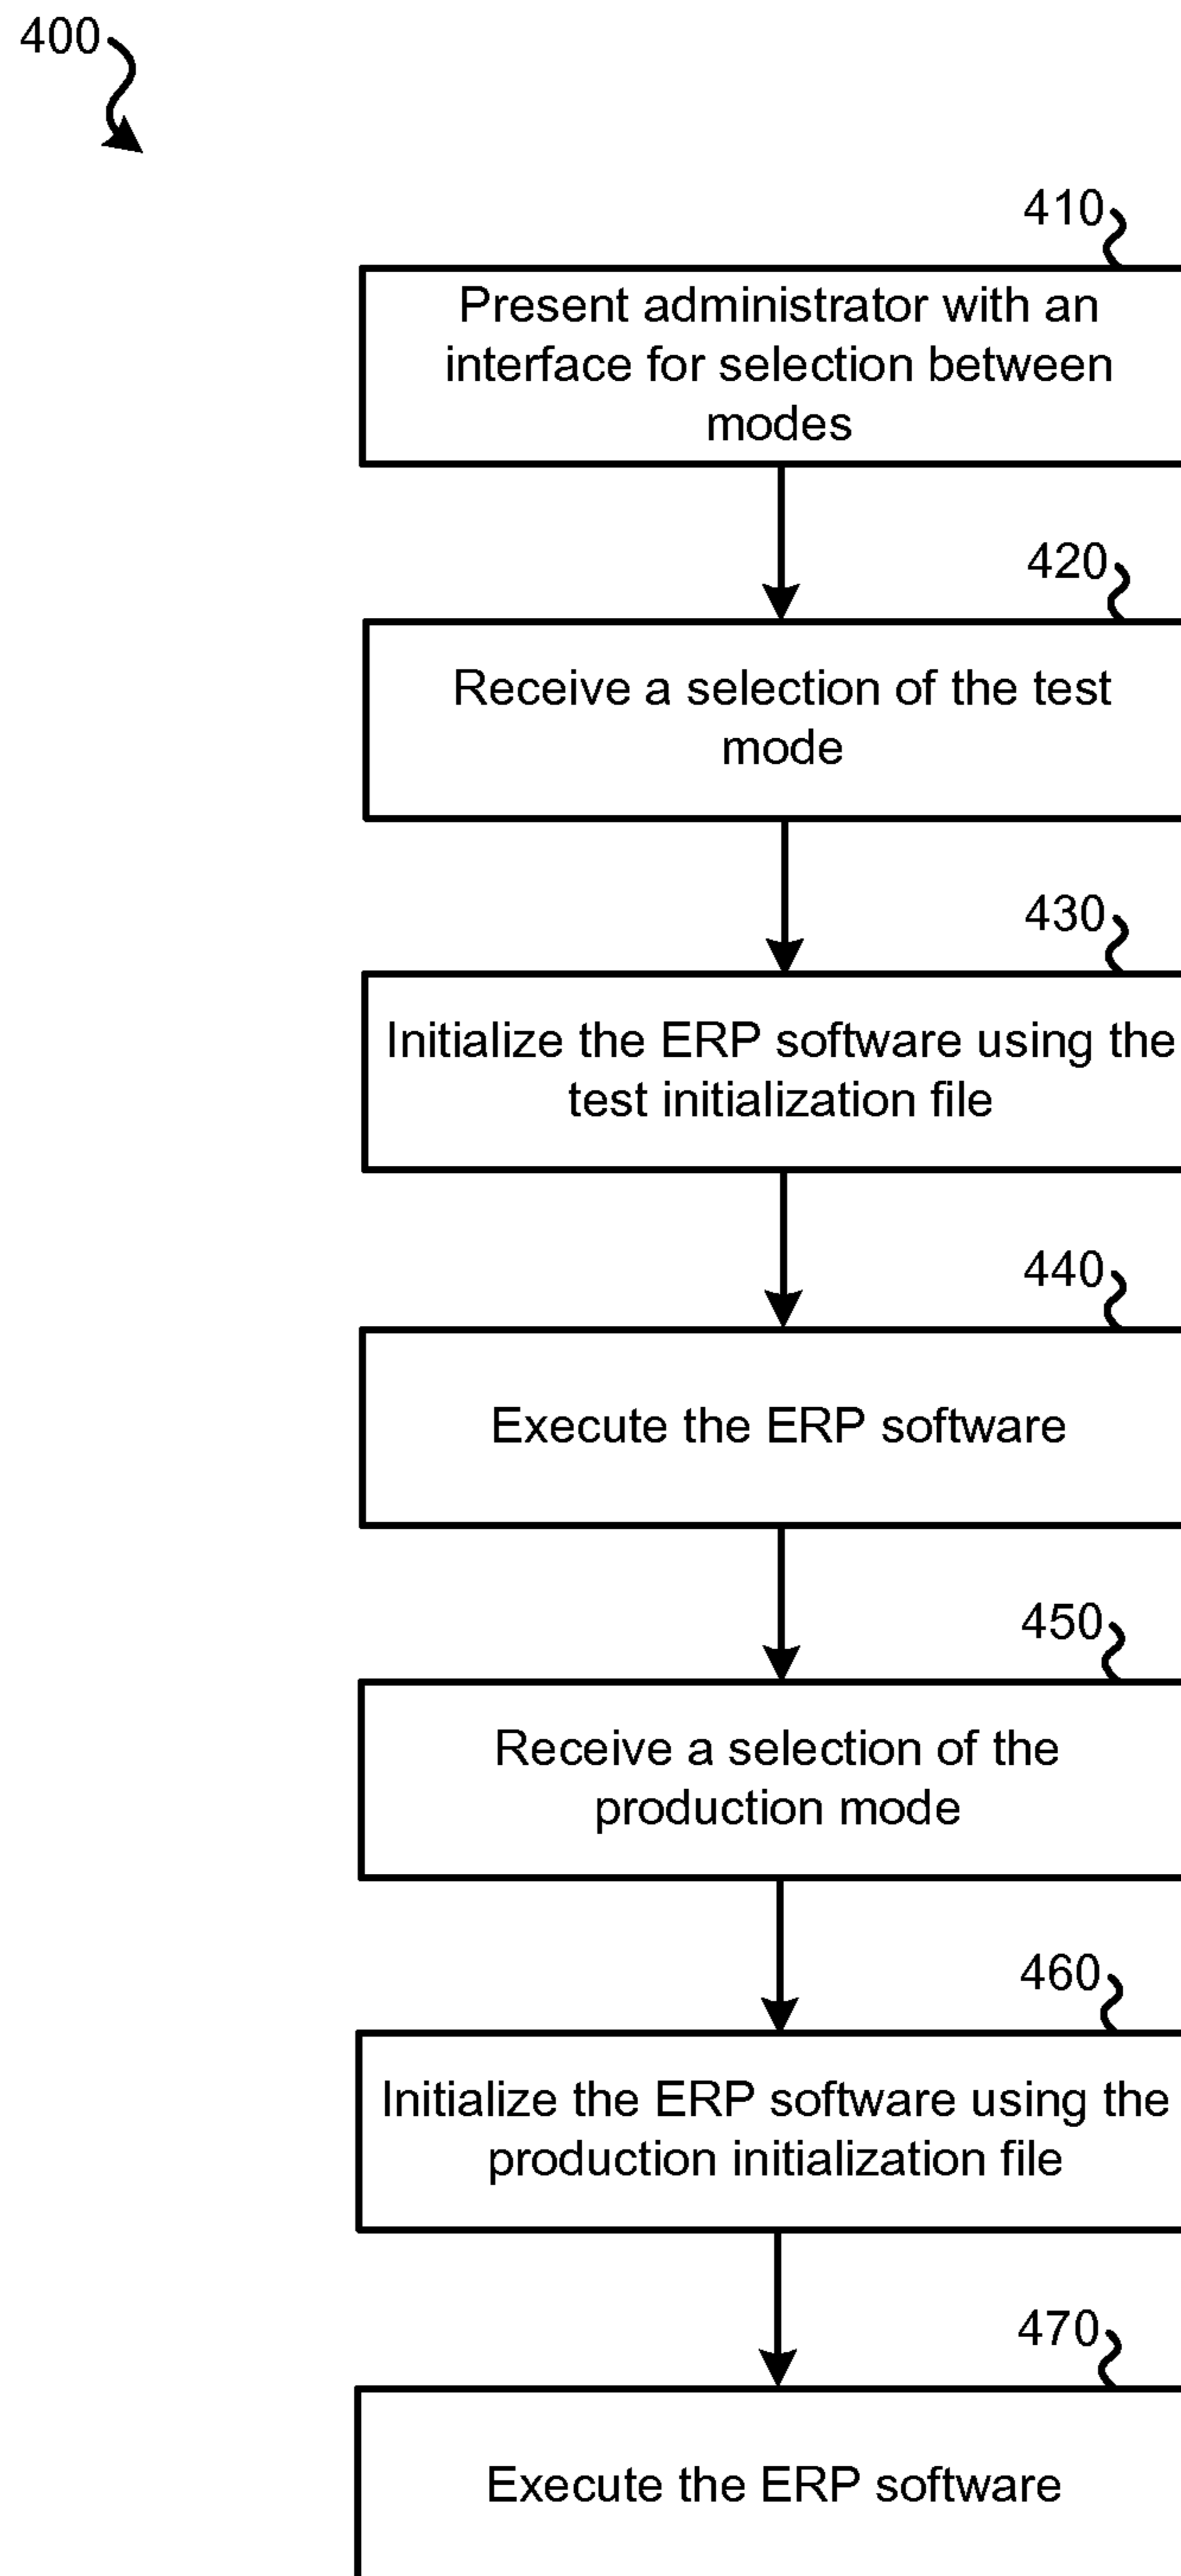 400
410
Present administrator with an
interface for selection between
modes
420
Receive a selection of the test
mode
430
Initialize the ERP software using the
test initialization file
440
Execute the ERP software
450
Receive a selection of the
production mode
460
Initialize the ERP software using the
production initialization file
470
Execute the ERP software